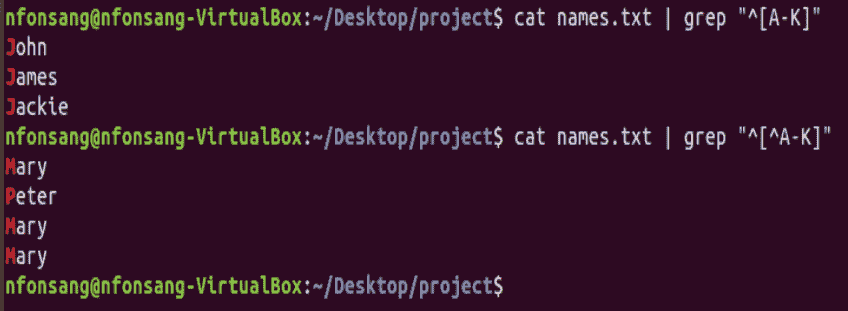 nfonsang@nfonsang-VirtualBox:~/Desktop/project$ cat names.txt | grep "^[A-K]"
John
James
Jackie
nfonsang@nfonsang-VirtualBox:~/Desktop/project$ cat names.txt | grep "^[^A-K]"
Mary
Peter
Mary
Mary
nfonsang@nfonsang-VirtualBox:~/Desktop/project$